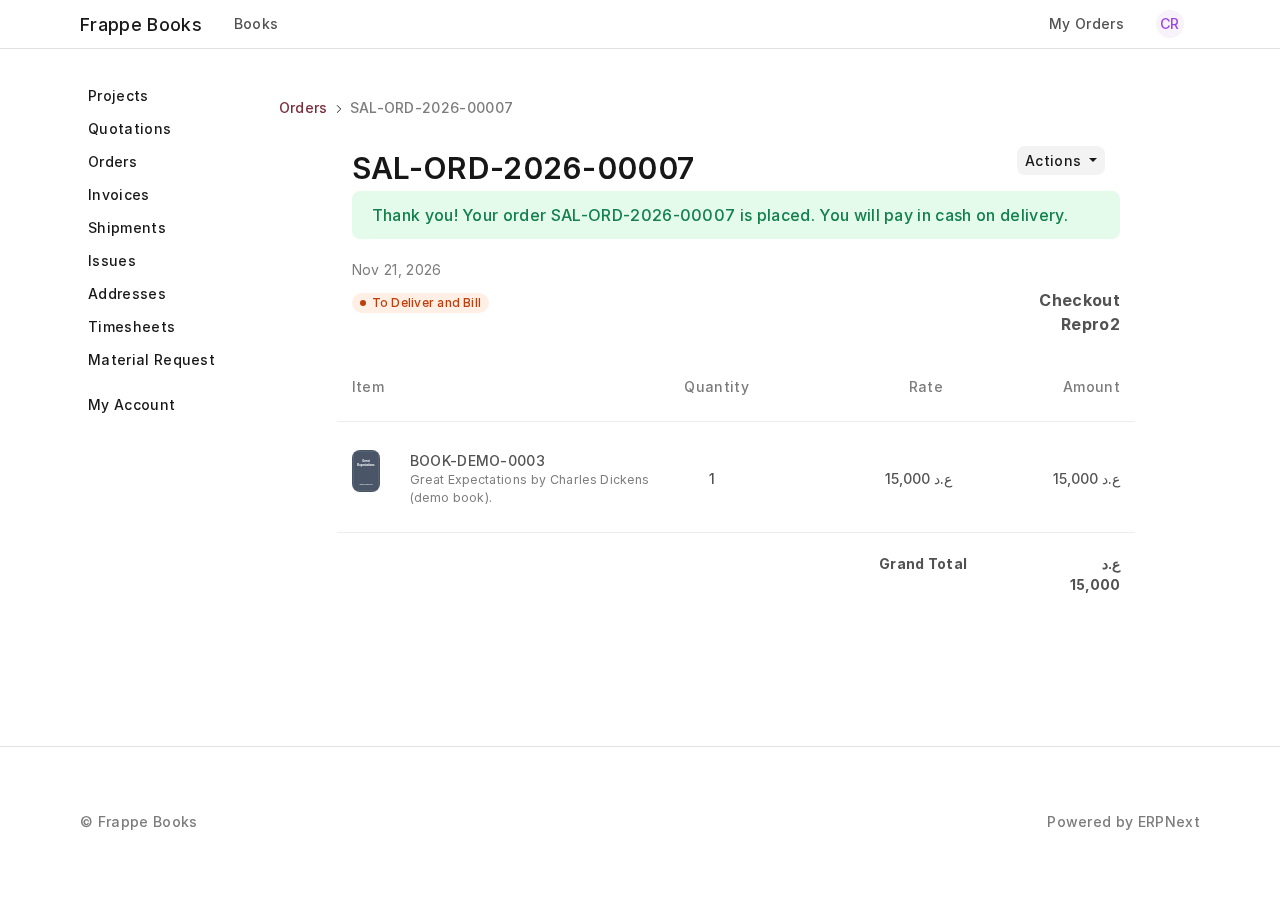 Frappe Books
Books
My Orders
CR
Projects
Quotations
Orders
Invoices
Shipments
Issues
Addresses
Timesheets
Material Request
My Account
Orders > SAL-ORD-2026-00007
SAL-ORD-2026-00007
Actions
Thank you! Your order SAL-ORD-2026-00007 is placed. You will pay in cash on delivery.
Nov 21, 2026
To Deliver and Bill
Checkout
Repro2
Item
Quantity
Rate
Amount
Great
Expectations
BOOK-DEMO-0003
Great Expectations by Charles Dickens
(demo book).
1
ع.د 15,000
ع.د 15,000
Grand Total
ع.د
15,000
© Frappe Books
Powered by ERPNext